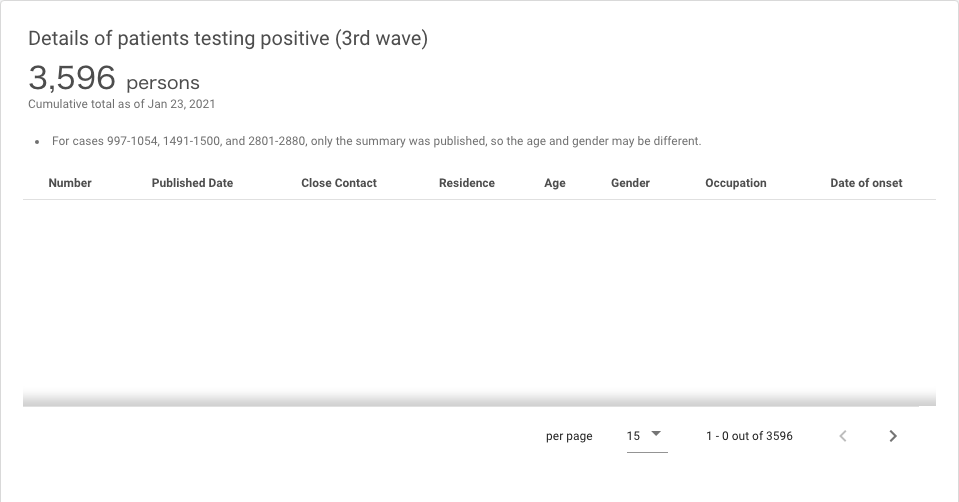 Details of patients testing positive (3rd wave)
3,596 persons
Cumulative total as of Jan 23, 2021
• For cases 997-1054, 1491-1500, and 2801-2880, only the summary was published, so the age and gender may be different.
Number Published Date Close Contact Residence Age Gender Occupation Date of onset
per page 15 1 - 0 out of 3596